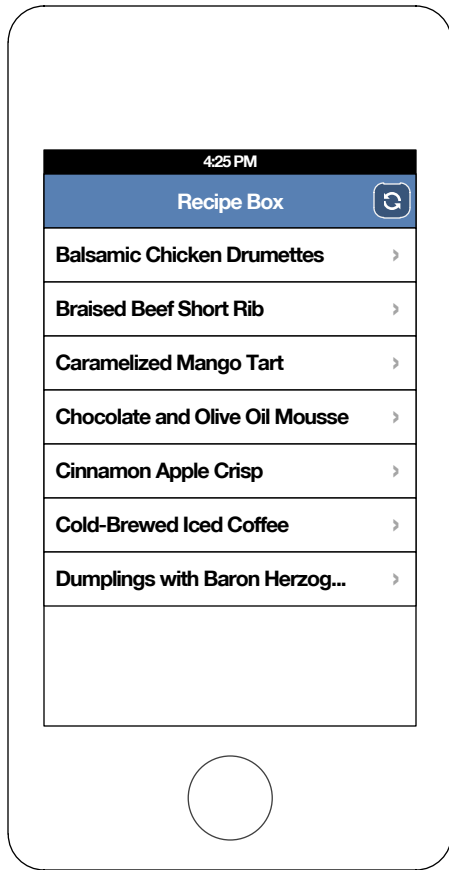 4:25 PM
Recipe Box
Balsamic Chicken Drumettes
Braised Beef Short Rib
Caramelized Mango Tart
Chocolate and Olive Oil Mousse
Cinnamon Apple Crisp
Cold-Brewed Iced Coffee
Dumplings with Baron Herzog...